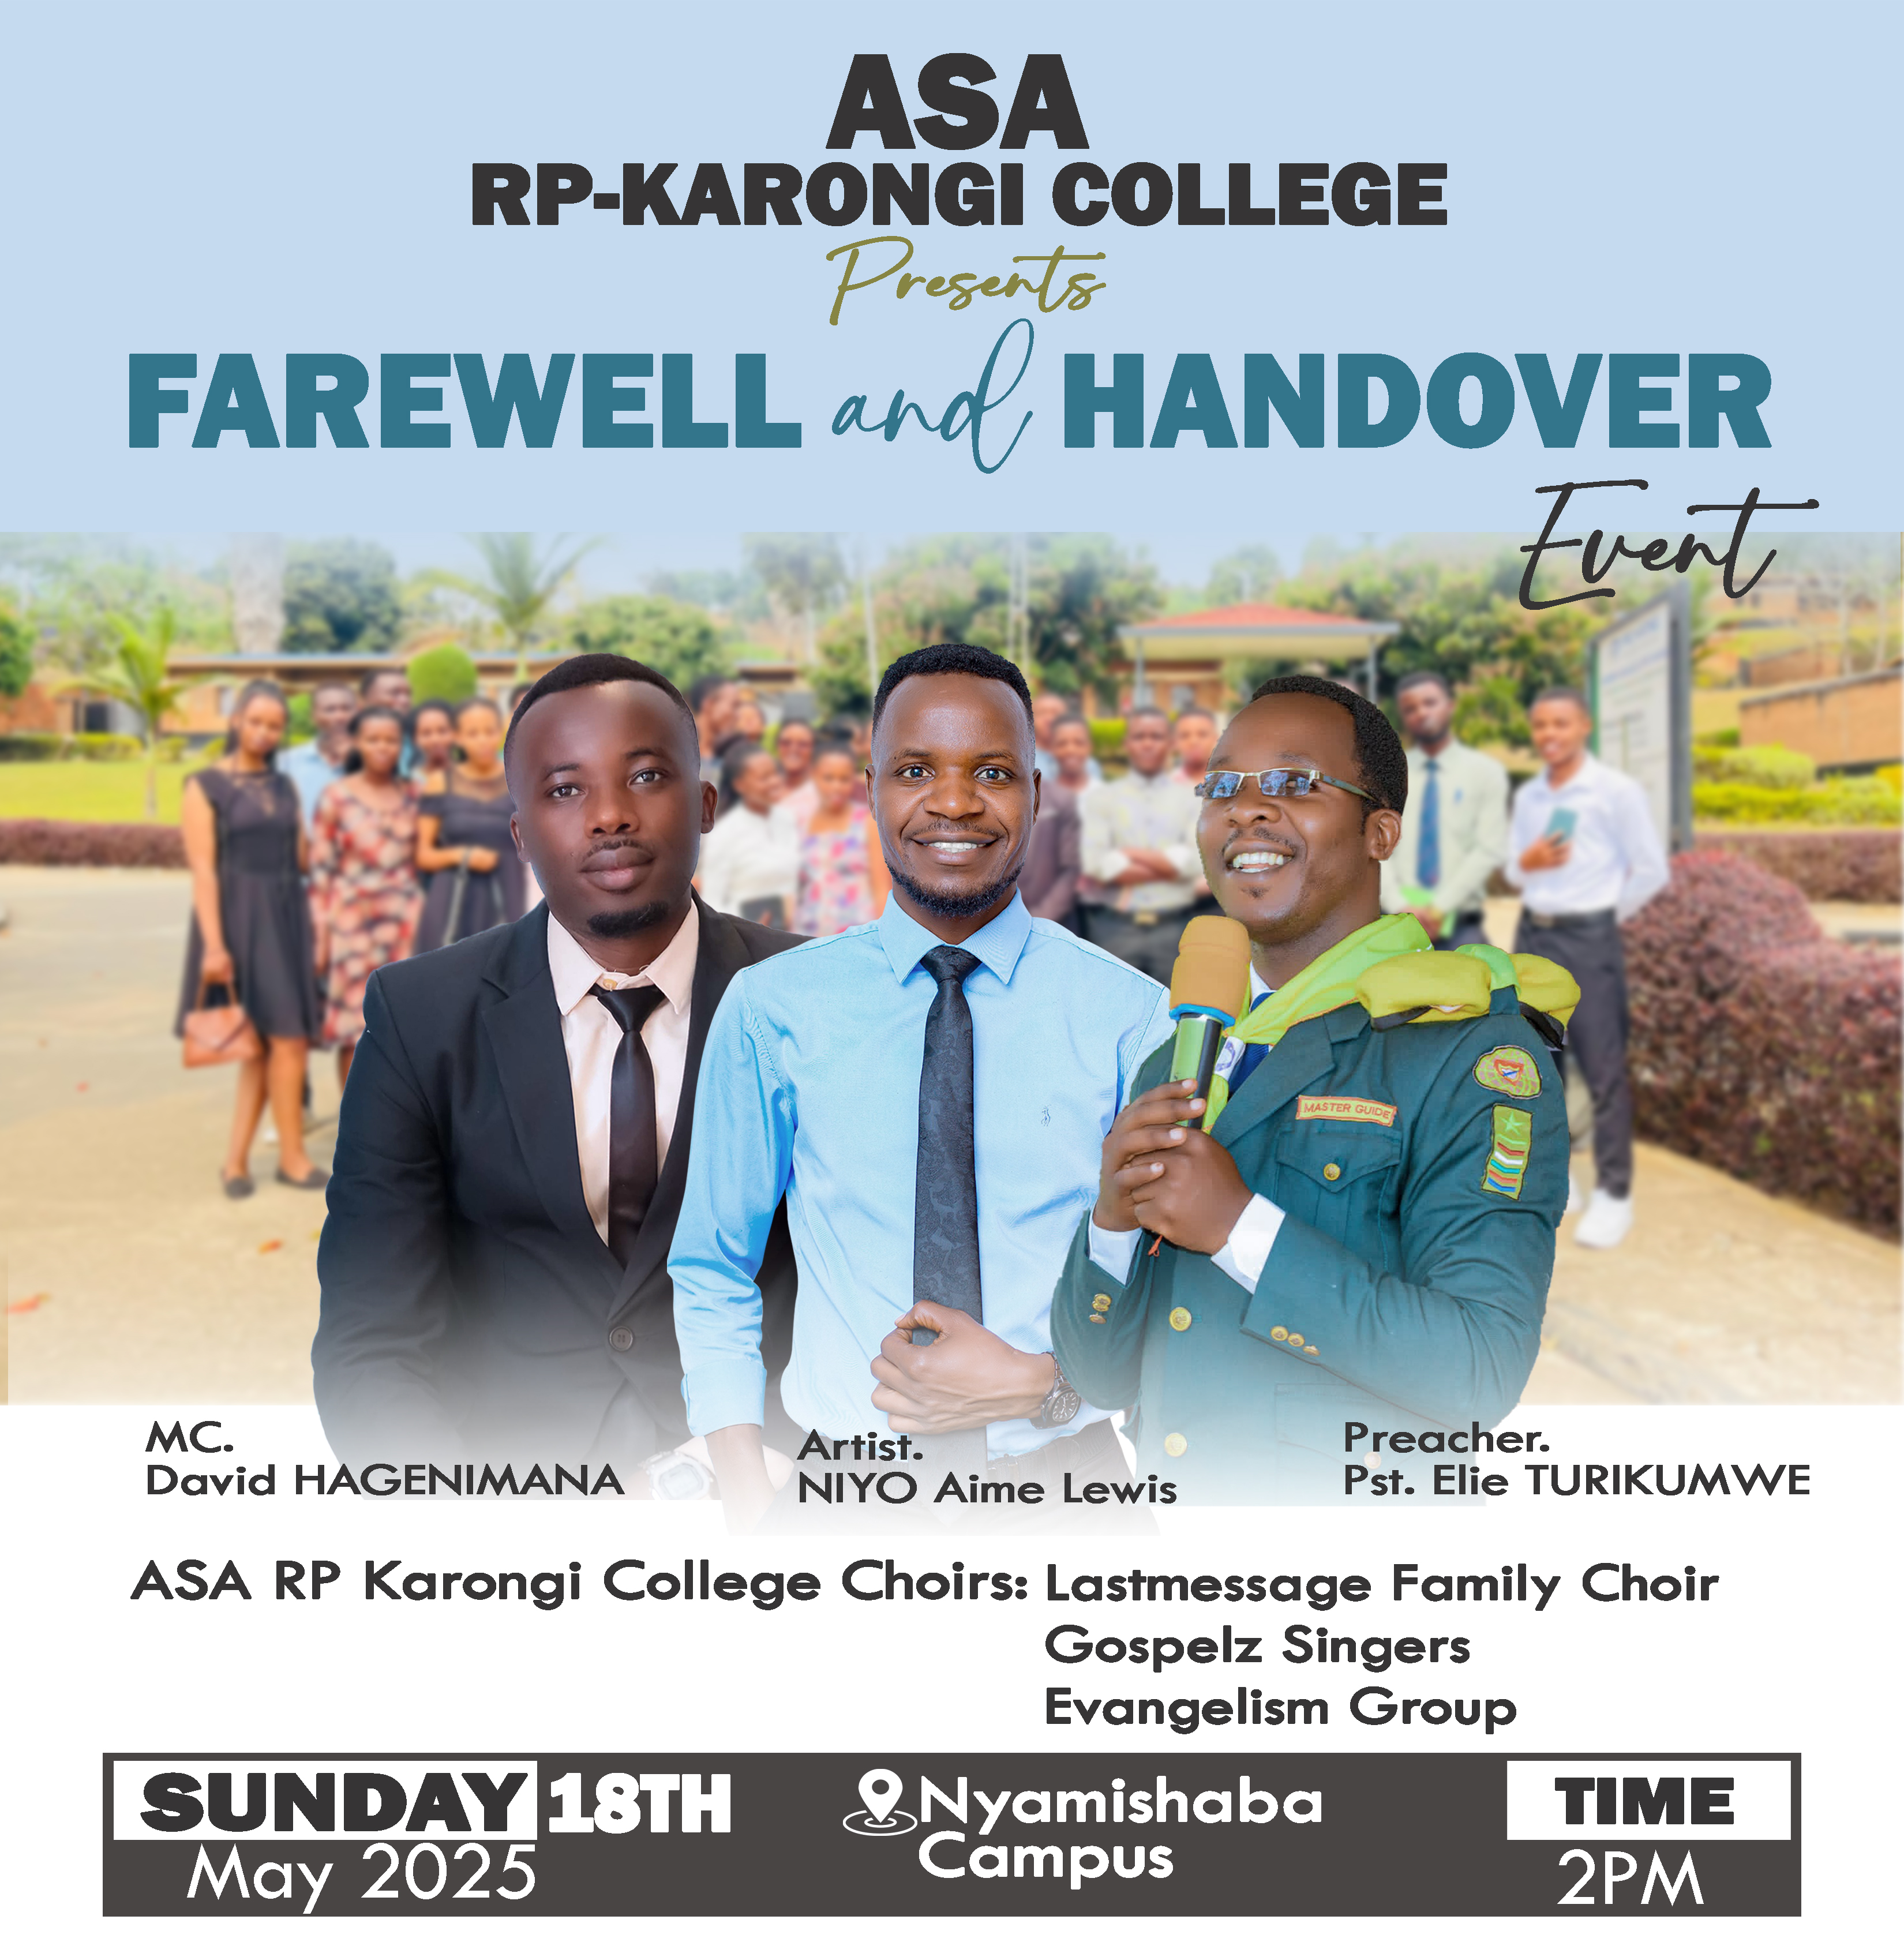 ASA
RP-KARONGI COLLEGE
Presents
FAREWELL and HANDOVER
Event
MASTER GUIDE
MC.
David HAGENIMANA
Artist.
NIYO Aime Lewis
Preacher.
Pst. Elie TURIKUMWE
ASA RP Karongi College Choirs: Lastmessage Family Choir
Gospelz Singers
Evangelism Group
SUNDAY 18TH
May 2025
Nyamishaba
Campus
TIME
2PM